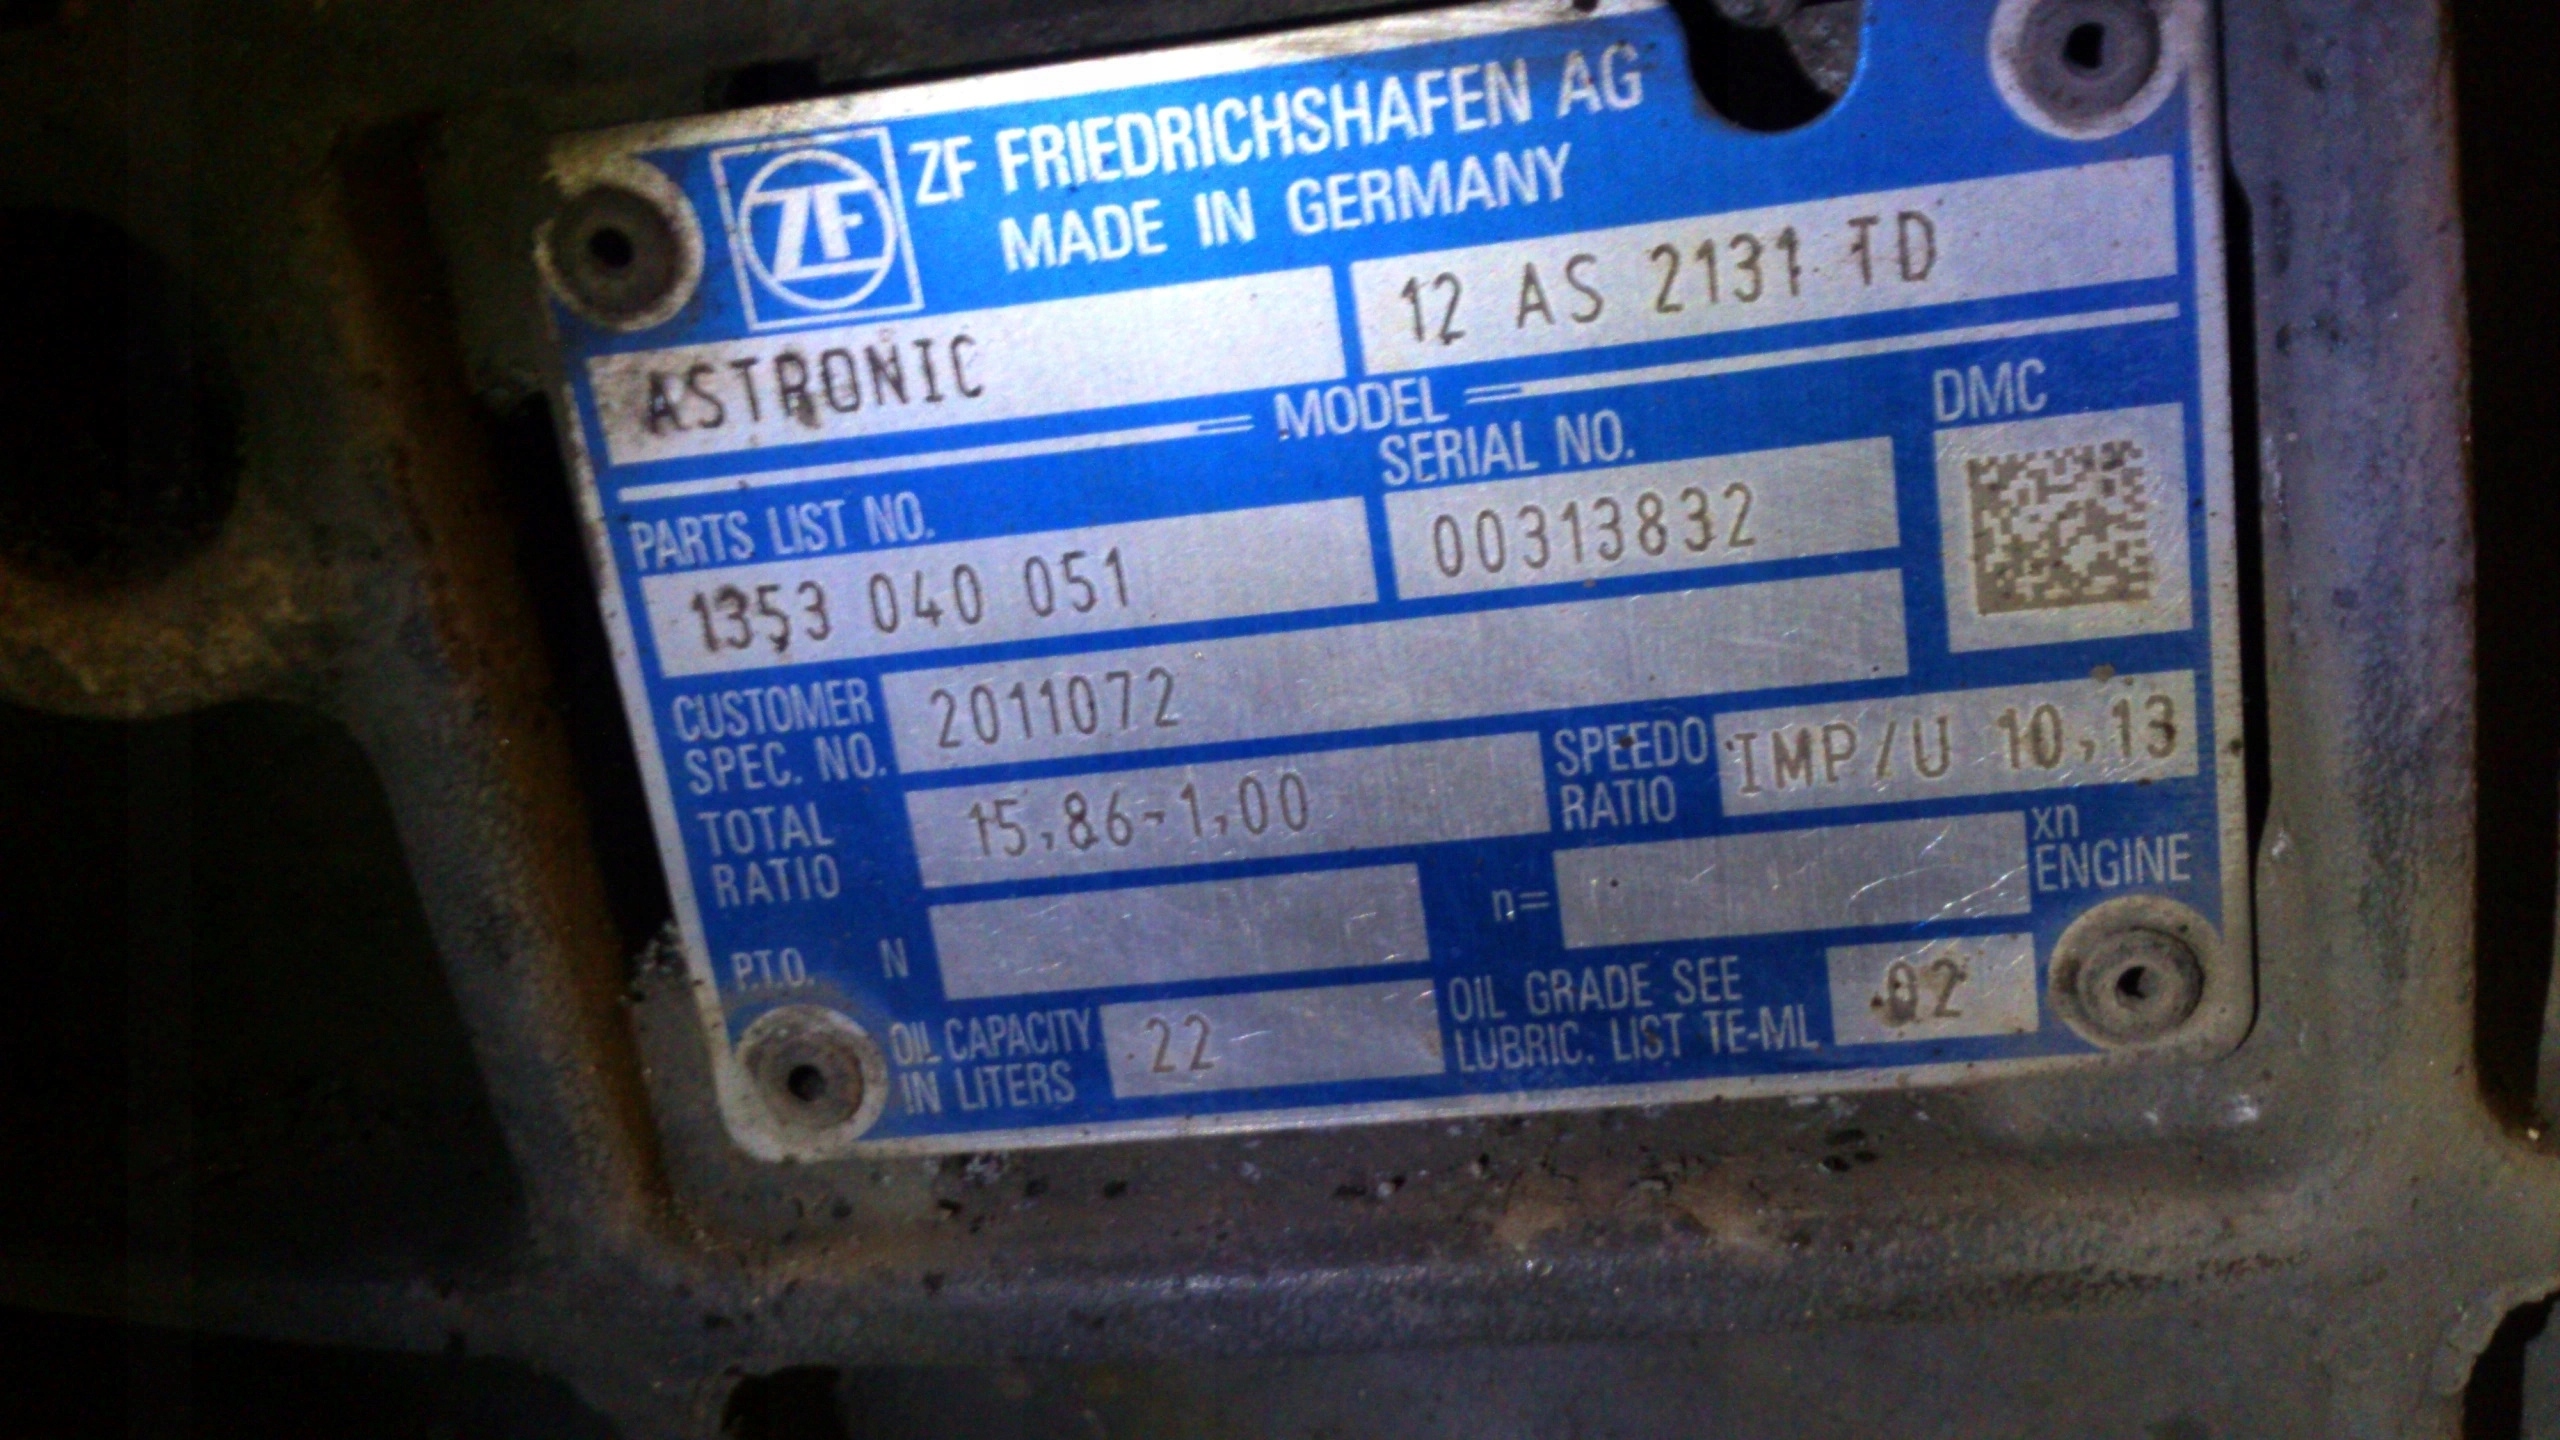 ZF
ZF FRIEDRICHSHAFEN AG
MADE IN GERMANY
ASTRONIC
12 AS 2131 TD
MODEL
PARTS LIST NO.
SERIAL NO.
DMC
1353 040 051
00313832
CUSTOMER
SPEC. NO.
2011072
TOTAL
RATIO
15,86-1,00
SPEEDO
RATIO
IMP/U 10,13
P.T.O. N
n=
xn
ENGINE
OIL CAPACITY
IN LITERS
22
OIL GRADE SEE
LUBRIC. LIST TE-ML
02